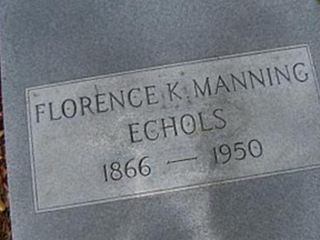 FLORENCE K. MANNING
ECHOLS
1866 — 1950